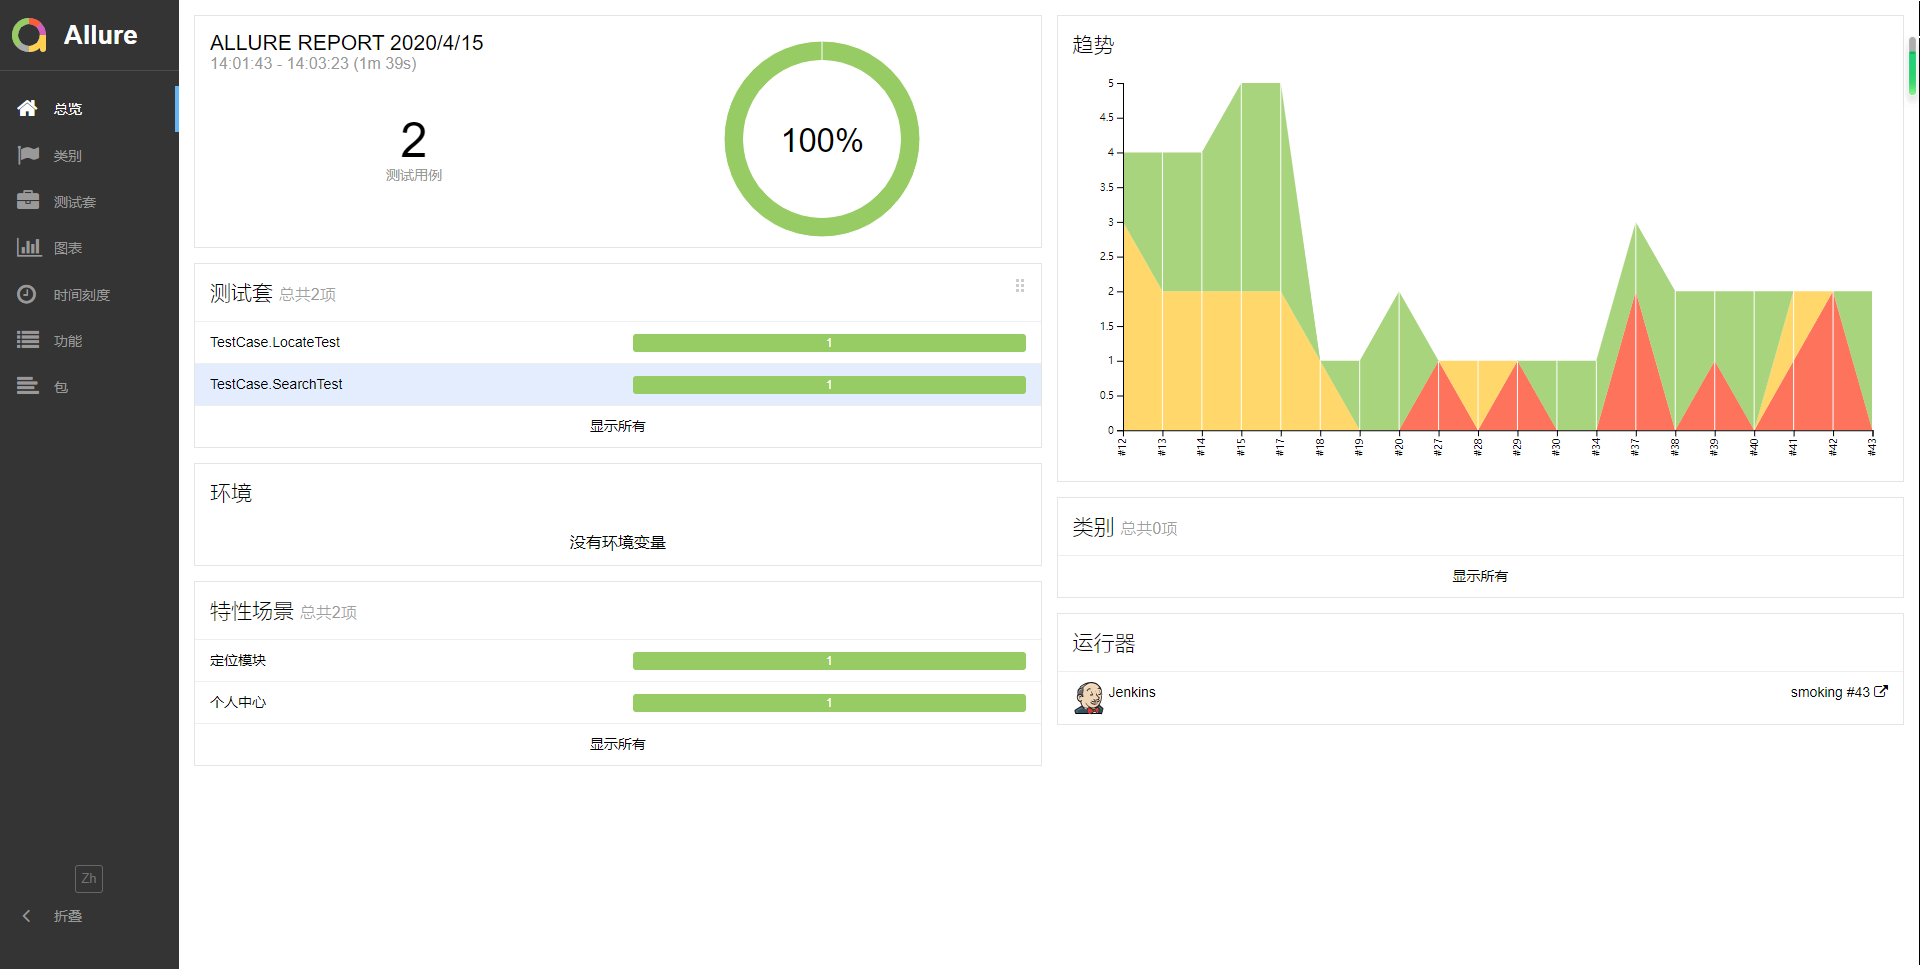 Allure
总览
类别
测试套
图表
时间刻度
功能
包
Zh
折叠
ALLURE REPORT 2020/4/15
14:01:43 - 14:03:23 (1m 39s)
2
测试用例
100%
测试套 总共2项
TestCase.LocateTest 1
TestCase.SearchTest 1
显示所有
环境
没有环境变量
特性场景 总共2项
定位模块 1
个人中心 1
显示所有
趋势
5
4.5
4
3.5
3
2.5
2
1.5
1
0.5
0
#12 #13 #14 #15 #17 #18 #19 #20 #27 #28 #29 #30 #34 #37 #38 #39 #40 #41 #42 #43
类别 总共0项
显示所有
运行器
Jenkins smoking #43